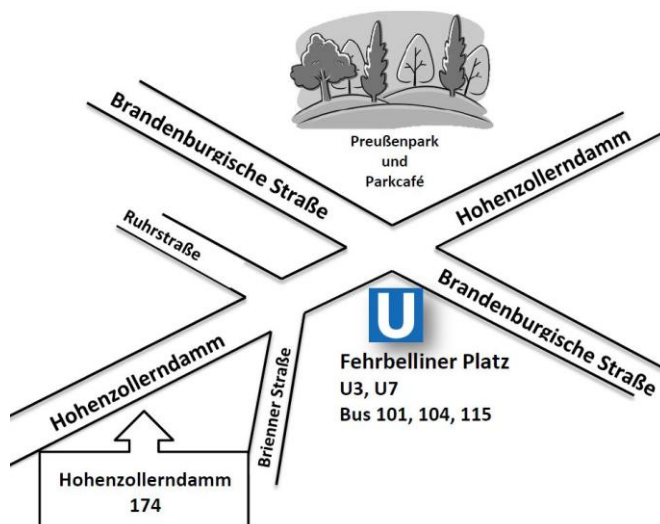 Preußenpark
und
Parkcafé
Brandenburgische Straße
Hohenzollerndamm
Ruhrstraße
U
Fehrbelliner Platz
U3, U7
Bus 101, 104, 115
Brandenburgische Straße
Hohenzollerndamm
Brienner Straße
Hohenzollerndamm
174